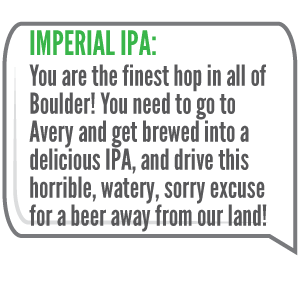 IMPERIAL IPA:
You are the finest hop in all of
Boulder! You need to go to
Avery and get brewed into a
delicious IPA, and drive this
horrible, watery, sorry excuse
for a beer away from our land!